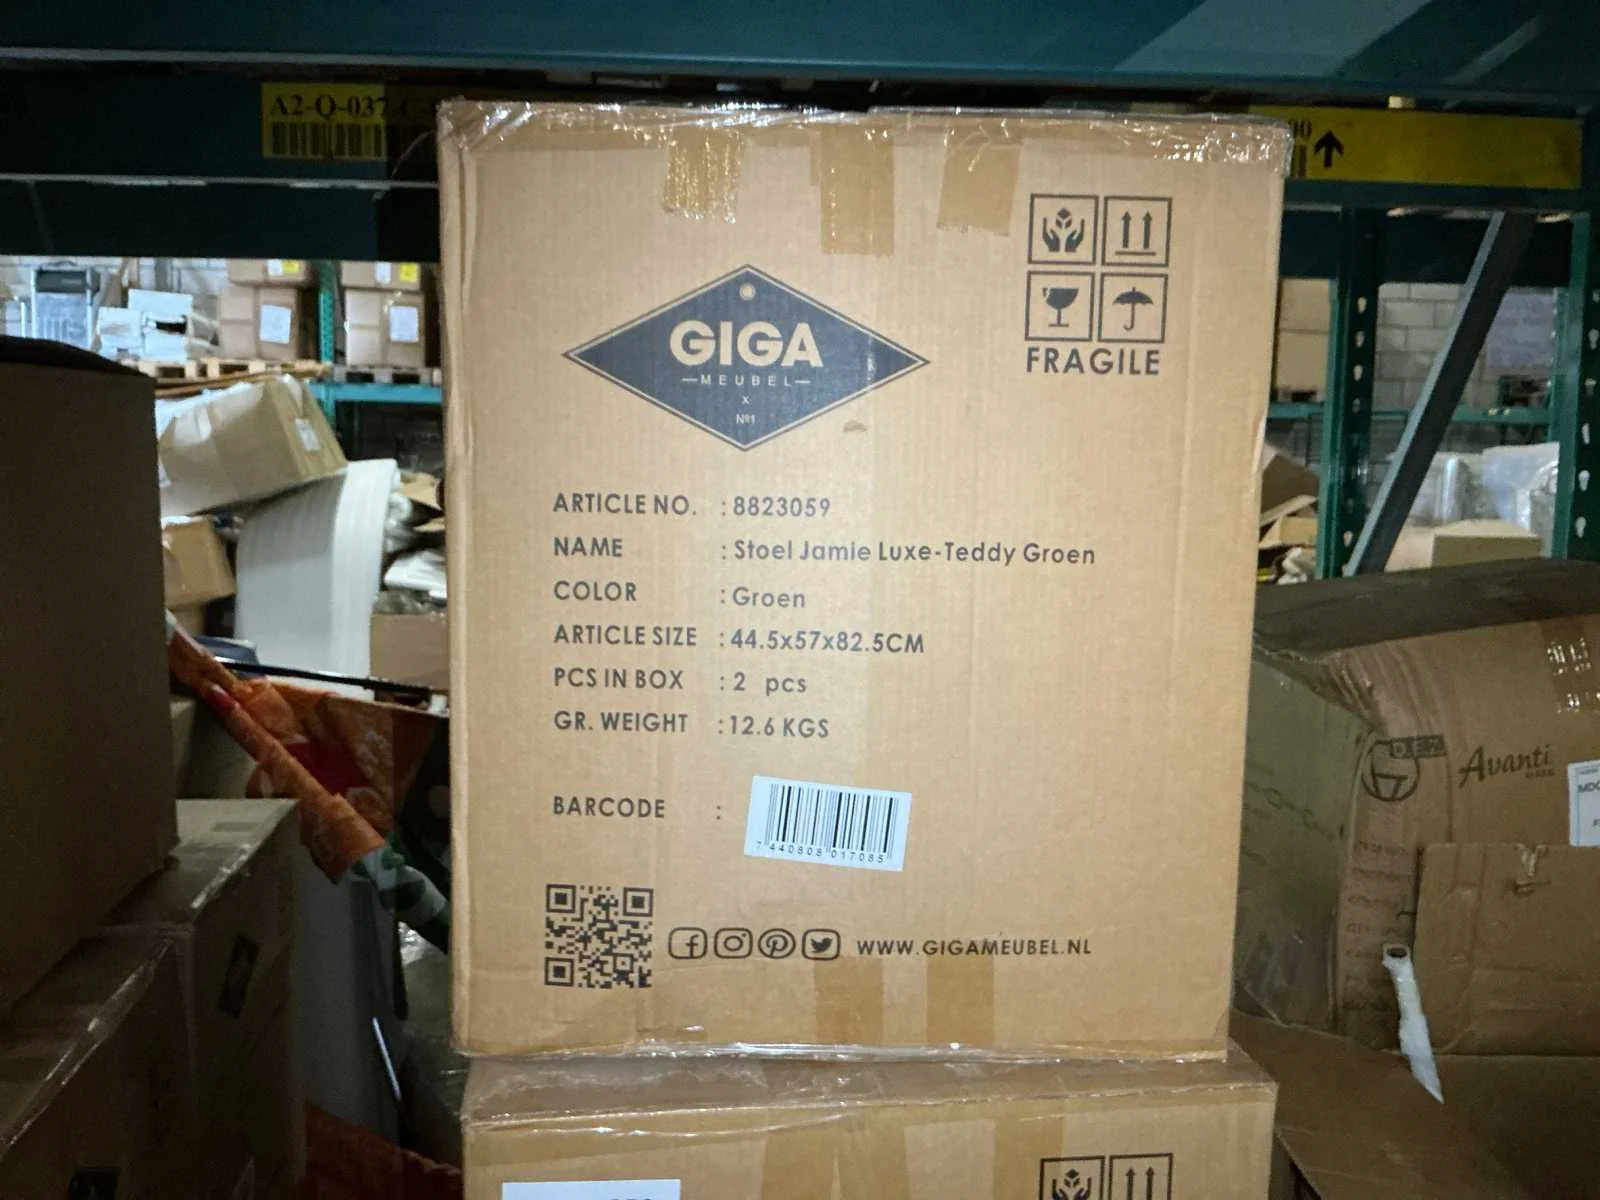 A2-Q-037-C
00
GIGA
MEUBEL
x
Nº1
FRAGILE
ARTICLE NO. : 8823059
NAME : Stoel Jamie Luxe-Teddy Groen
COLOR : Groen
ARTICLE SIZE : 44.5x57x82.5CM
PCS IN BOX : 2 pcs
GR. WEIGHT : 12.6 KGS
BARCODE :
7 440808 017085
WWW.GIGAMEUBEL.NL
Avanti